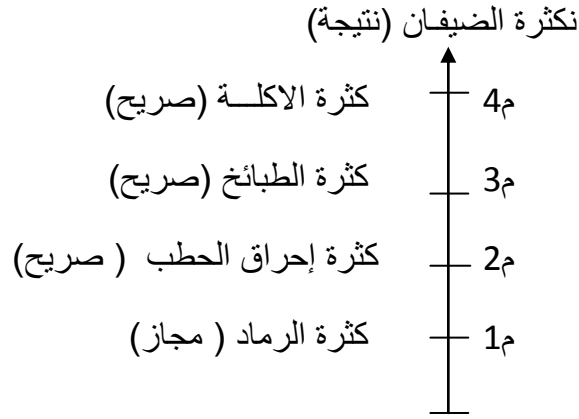 نكثرة الضيفان (نتيجة)
م4 كثرة الاكلـــة (صريح)
م3 كثرة الطبائخ (صريح)
م2 كثرة إحراق الحطب ( صريح)
م1 كثرة الرماد ( مجاز)